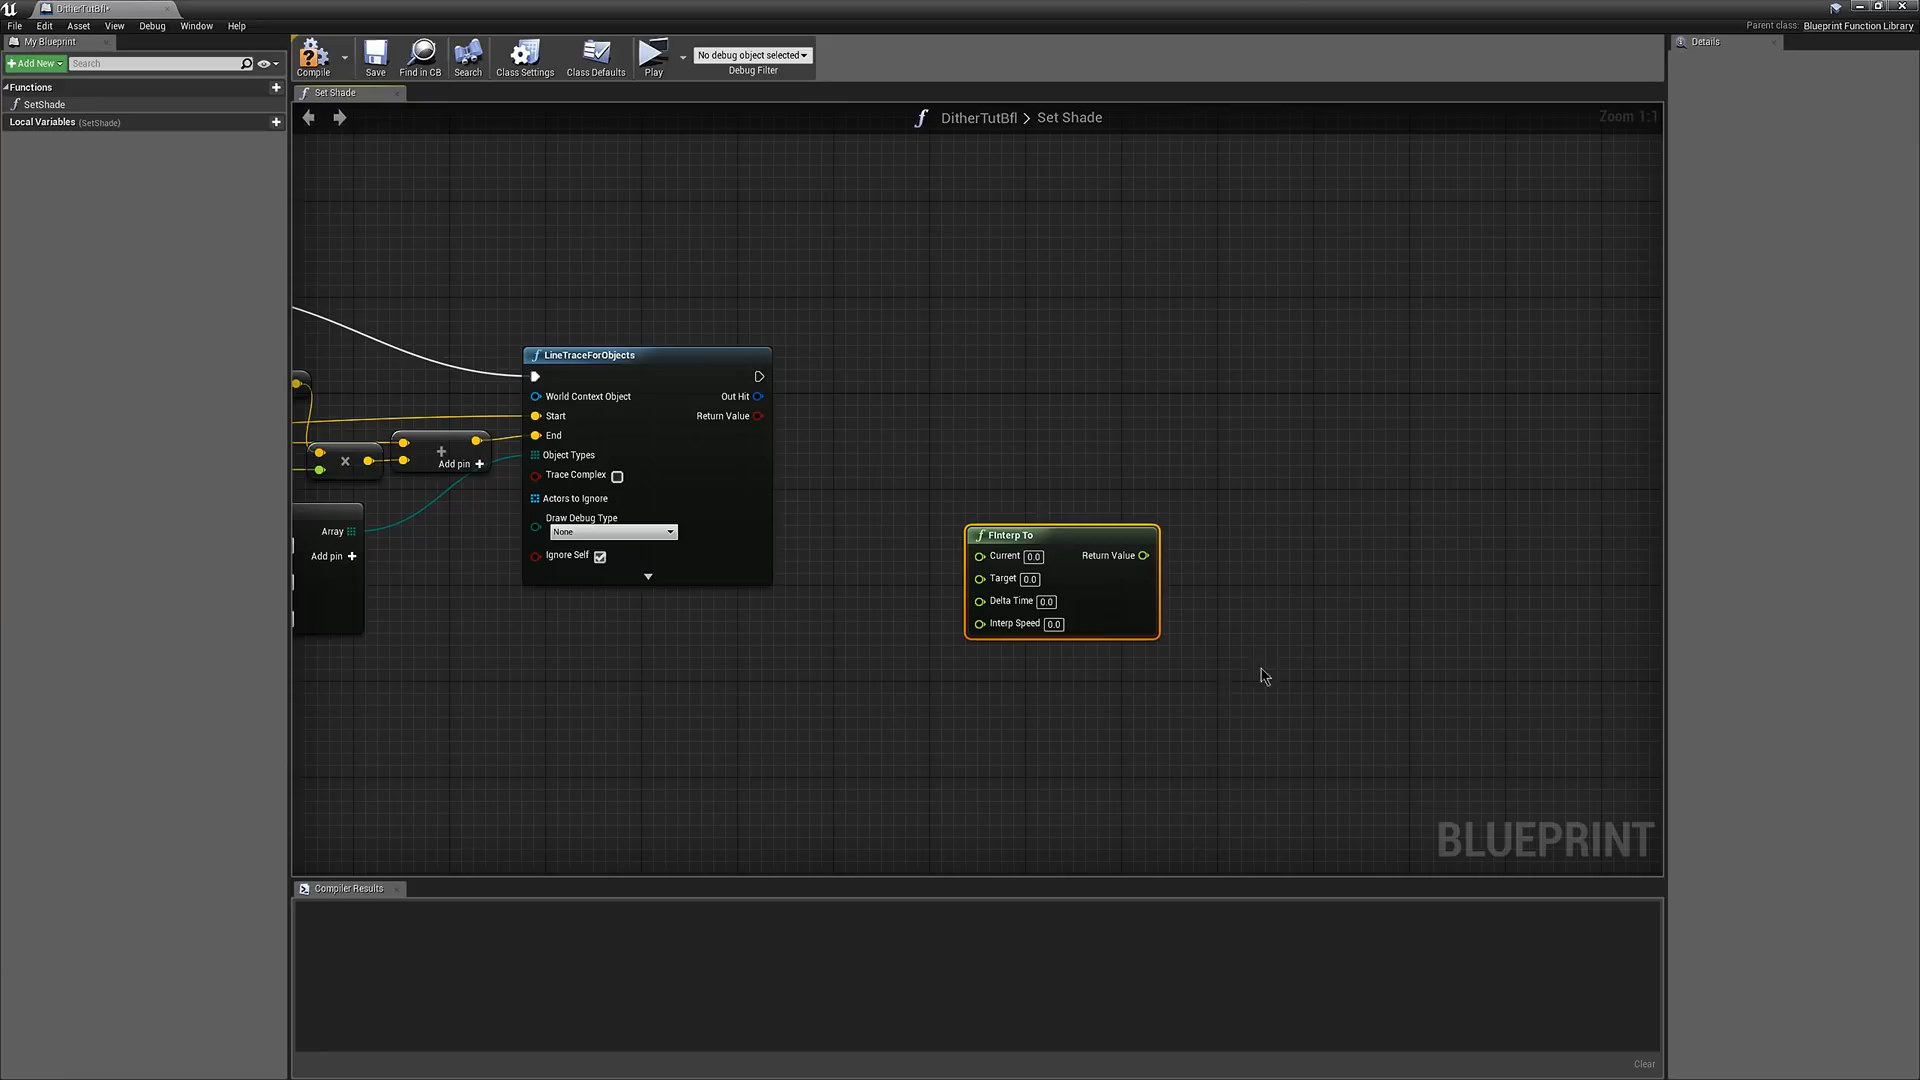 DitherTutBfl•
File Edit Asset View Debug Window Help
Parent class: Blueprint Function Library
My Blueprint
Details
+Add New
Search
Compile
Save
Find in CB
Search
Class Settings
Class Defaults
Play
No debug object selected
Debug Filter
Functions
SetShade
Local Variables (SetShade)
Set Shade
DitherTutBfl > Set Shade
Zoom 1:1
LineTraceForObjects
World Context Object
Out Hit
Start
Return Value
End
Object Types
Trace Complex
Actors to Ignore
Draw Debug Type
None
Ignore Self
Add pin
Array
Add pin
FInterp To
Current 0.0
Return Value
Target 0.0
Delta Time 0.0
Interp Speed 0.0
BLUEPRINT
Compiler Results
Clear